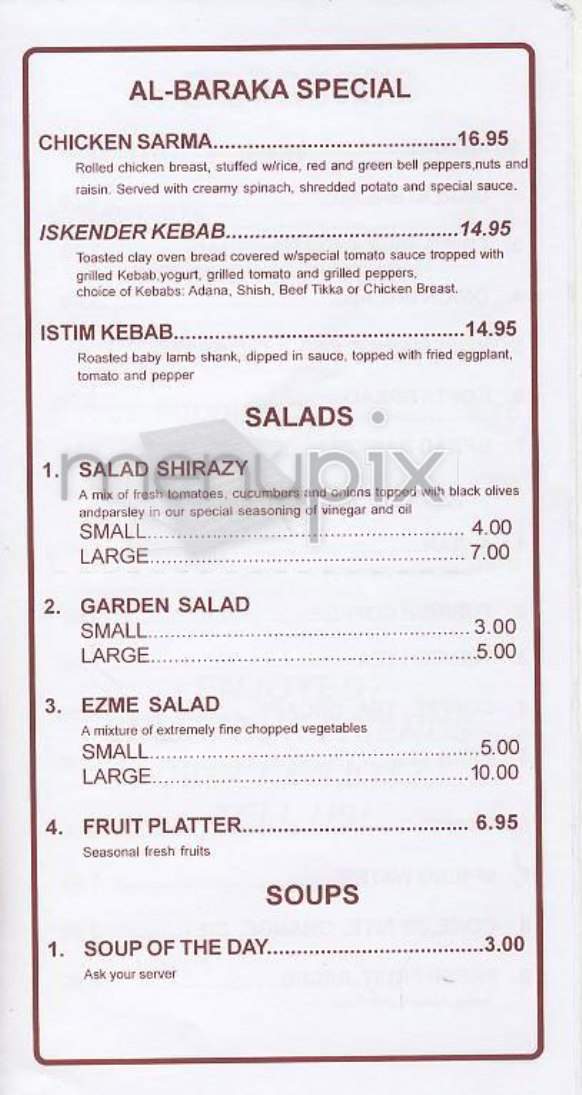 AL-BARAKA SPECIAL
CHICKEN SARMA.........................................16.95
Rolled chicken breast, stuffed w/rice, red and green bell peppers,nuts and
raisin. Served with creamy spinach, shredded potato and special sauce.
ISKENDER KEBAB.......................................14.95
Toasted clay oven bread covered w/special tomato sauce tropped with
grilled Kebab,yogurt, grilled tomato and grilled peppers,
choice of Kebabs: Adana, Shish, Beef Tikka or Chicken Breast.
ISTIM KEBAB.................................................14.95
Roasted baby lamb shank, dipped in sauce, topped with fried eggplant,
tomato and pepper
SALADS
menupix
1. SALAD SHIRAZY
A mix of fresh tomatoes, cucumbers and onions topped with black olives
andparsley in our special seasoning of vinegar and oil
SMALL..................................................... 4.00
LARGE.....................................................7.00
2. GARDEN SALAD
SMALL..................................................... 3.00
LARGE..................................................... 5.00
3. EZME SALAD
A mixture of extremely fine chopped vegetables
SMALL......................................................5.00
LARGE.....................................................10.00
4. FRUIT PLATTER...................................... 6.95
Seasonal fresh fruits
SOUPS
1. SOUP OF THE DAY....................................3.00
Ask your server